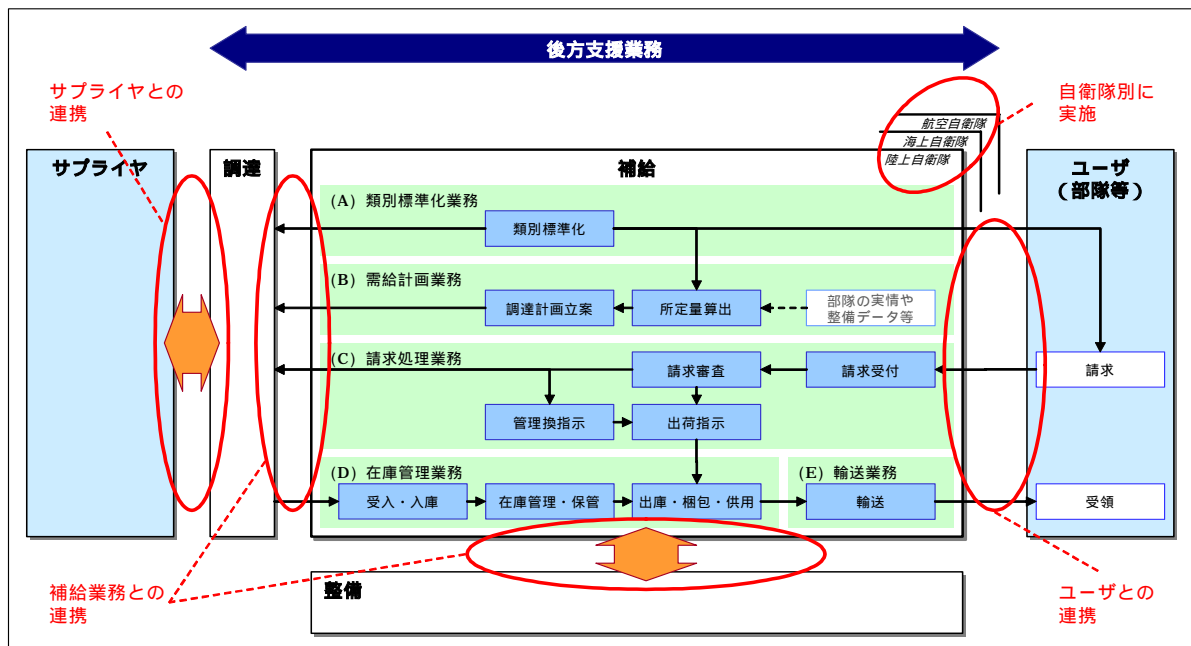 後方支援業務
サプライヤとの
連携
自衛隊別に
実施
航空自衛隊
海上自衛隊
陸上自衛隊
サプライヤ
調達
補給
ユーザ
(部隊等)
(A) 類別標準化業務
類別標準化
(B) 需給計画業務
調達計画立案
所定量算出
部隊の実情や
整備データ等
(C) 請求処理業務
請求審査
請求受付
請求
管理換指示
出荷指示
(D) 在庫管理業務
(E) 輸送業務
受入・入庫
在庫管理・保管
出庫・梱包・供用
輸送
受領
補給業務との
連携
整備
ユーザとの
連携